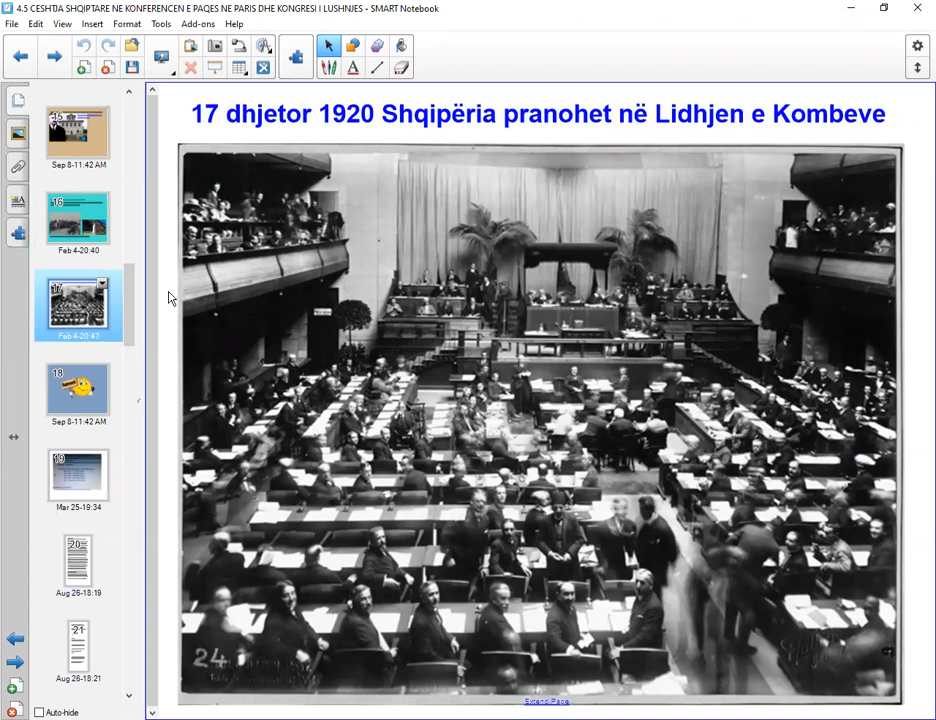 4.5 CESHTJA SHQIPTARE NE KONFERENCEN E PAQES NE PARIS DHE KONGRESI I LUSHNJES - SMART Notebook
File Edit View Insert Format Tools Add-ons Help
17 dhjetor 1920 Shqipëria pranohet në Lidhjen e Kombeve
15
Sep 8-11:42 AM
16
Feb 4-20:40
17
Feb 4-20:47
18
Sep 8-11:42 AM
19
Mar 25-19:34
20
Aug 26-18:19
21
Aug 26-18:21
Auto-hide
24
Extend Page